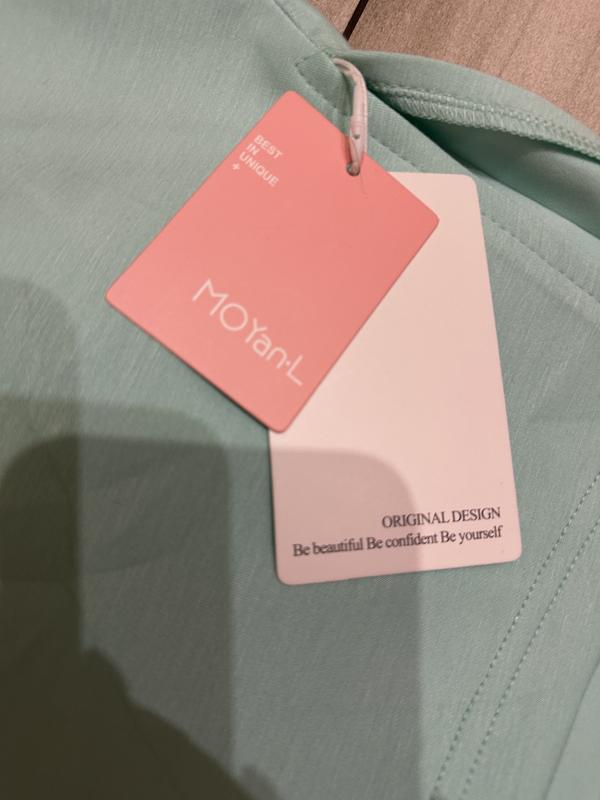 BEST
IN
UNIQUE
+
MOYan·L
ORIGINAL DESIGN
Be beautiful Be confident Be yourself